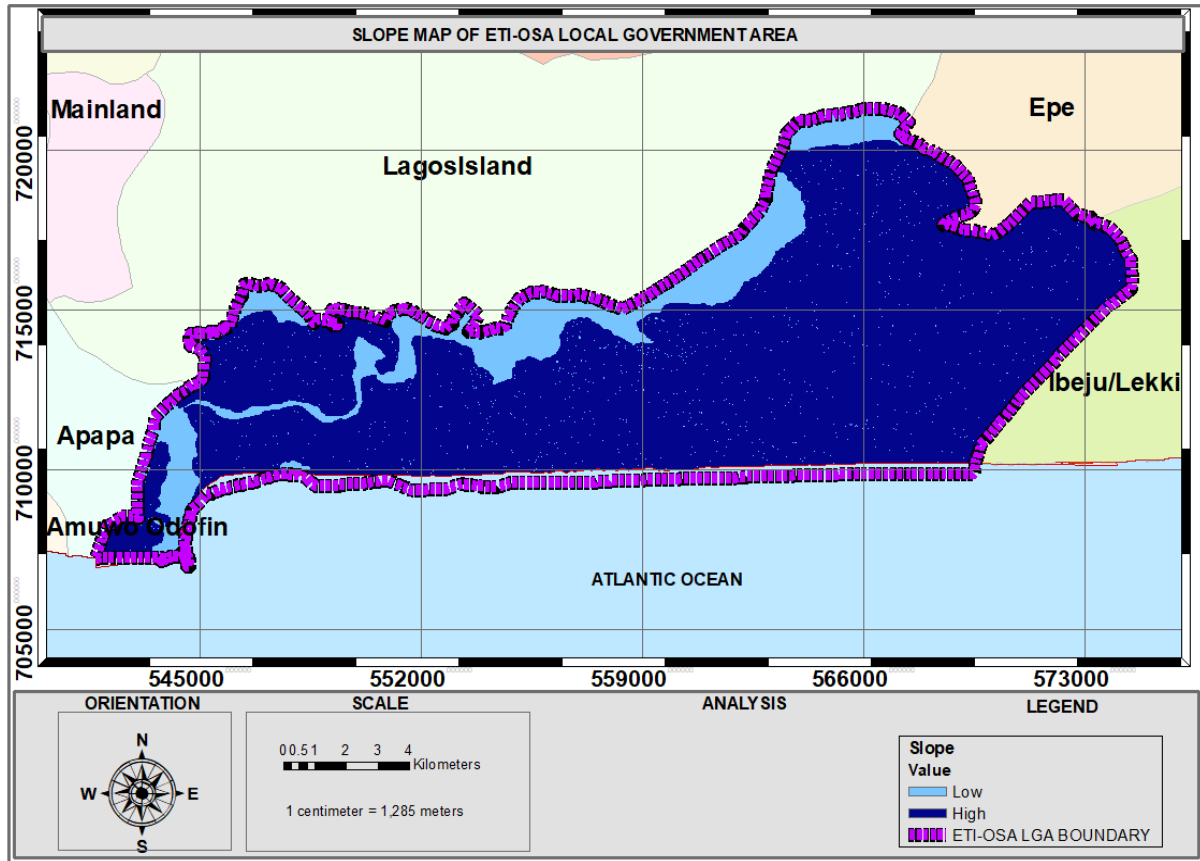 SLOPE MAP OF ETI-OSA LOCAL GOVERNMENT AREA
Mainland
Epe
LagosIsland
Ibeju/Lekki
Apapa
Amuwo Odofin
ATLANTIC OCEAN
720000
715000
710000
705000
545000
552000
559000
566000
573000
ORIENTATION
N
W
E
S
SCALE
0 0.5 1 2 3 4
Kilometers
1 centimeter = 1,285 meters
ANALYSIS
LEGEND
Slope
Value
Low
High
ETI-OSA LGA BOUNDARY